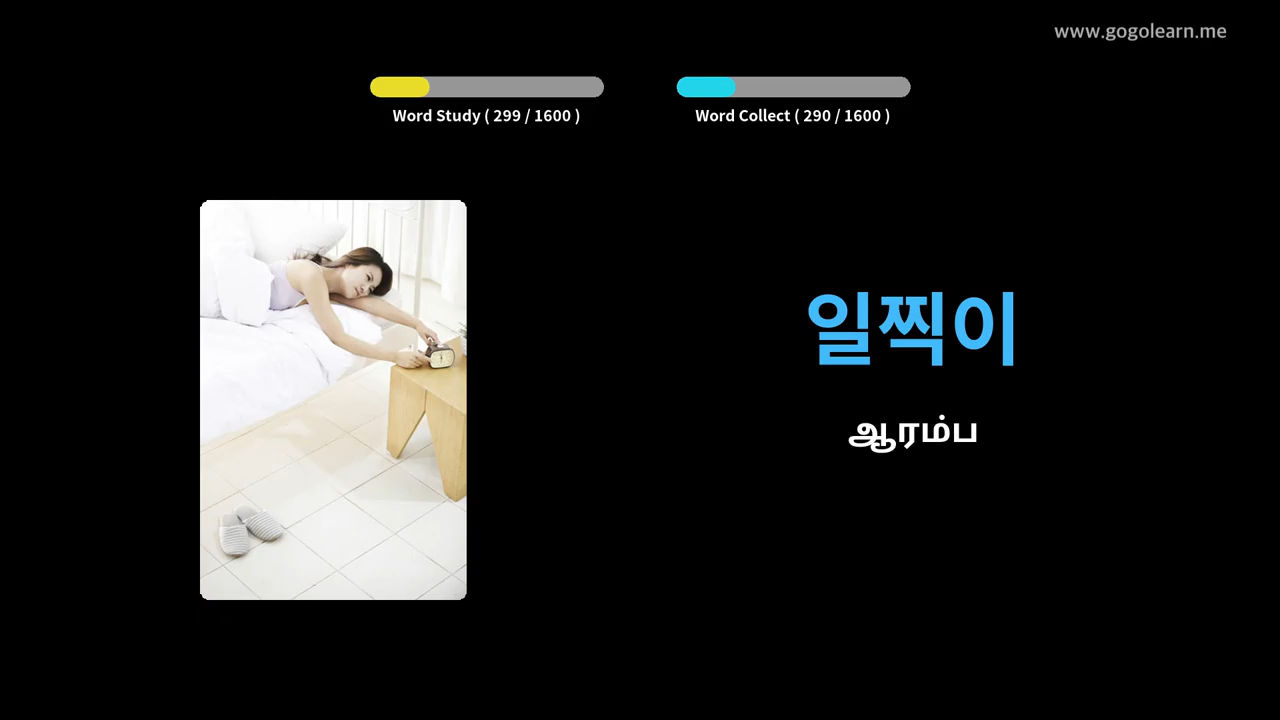 www.gogolearn.me
Word Study ( 299 / 1600 )
Word Collect ( 290 / 1600 )
일찍이
ஆரம்ப